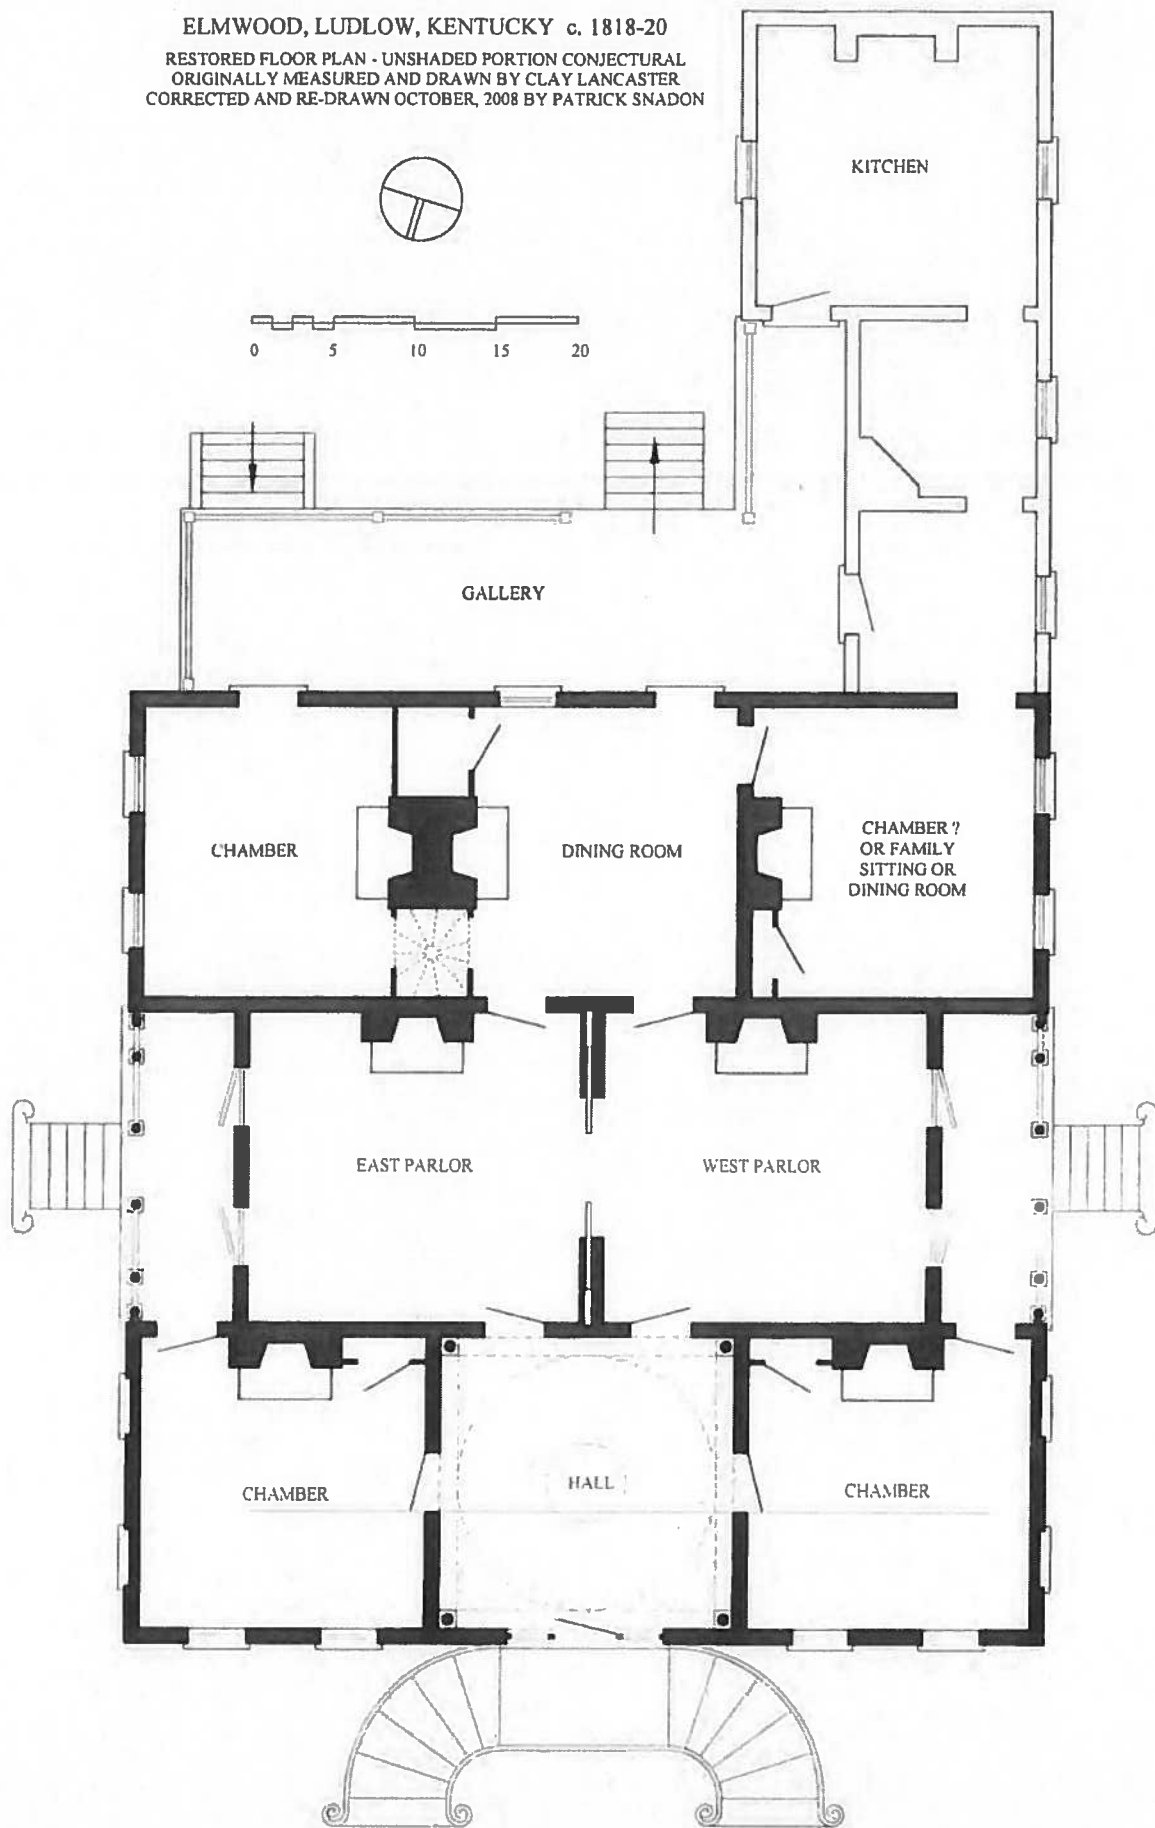 ELMWOOD, LUDLOW, KENTUCKY c. 1818-20
RESTORED FLOOR PLAN - UNSHADED PORTION CONJECTURAL
ORIGINALLY MEASURED AND DRAWN BY CLAY LANCASTER
CORRECTED AND RE-DRAWN OCTOBER, 2008 BY PATRICK SNADON
KITCHEN
0 5 10 15 20
GALLERY
CHAMBER
DINING ROOM
CHAMBER ?
OR FAMILY
SITTING OR
DINING ROOM
EAST PARLOR
WEST PARLOR
CHAMBER
HALL
CHAMBER